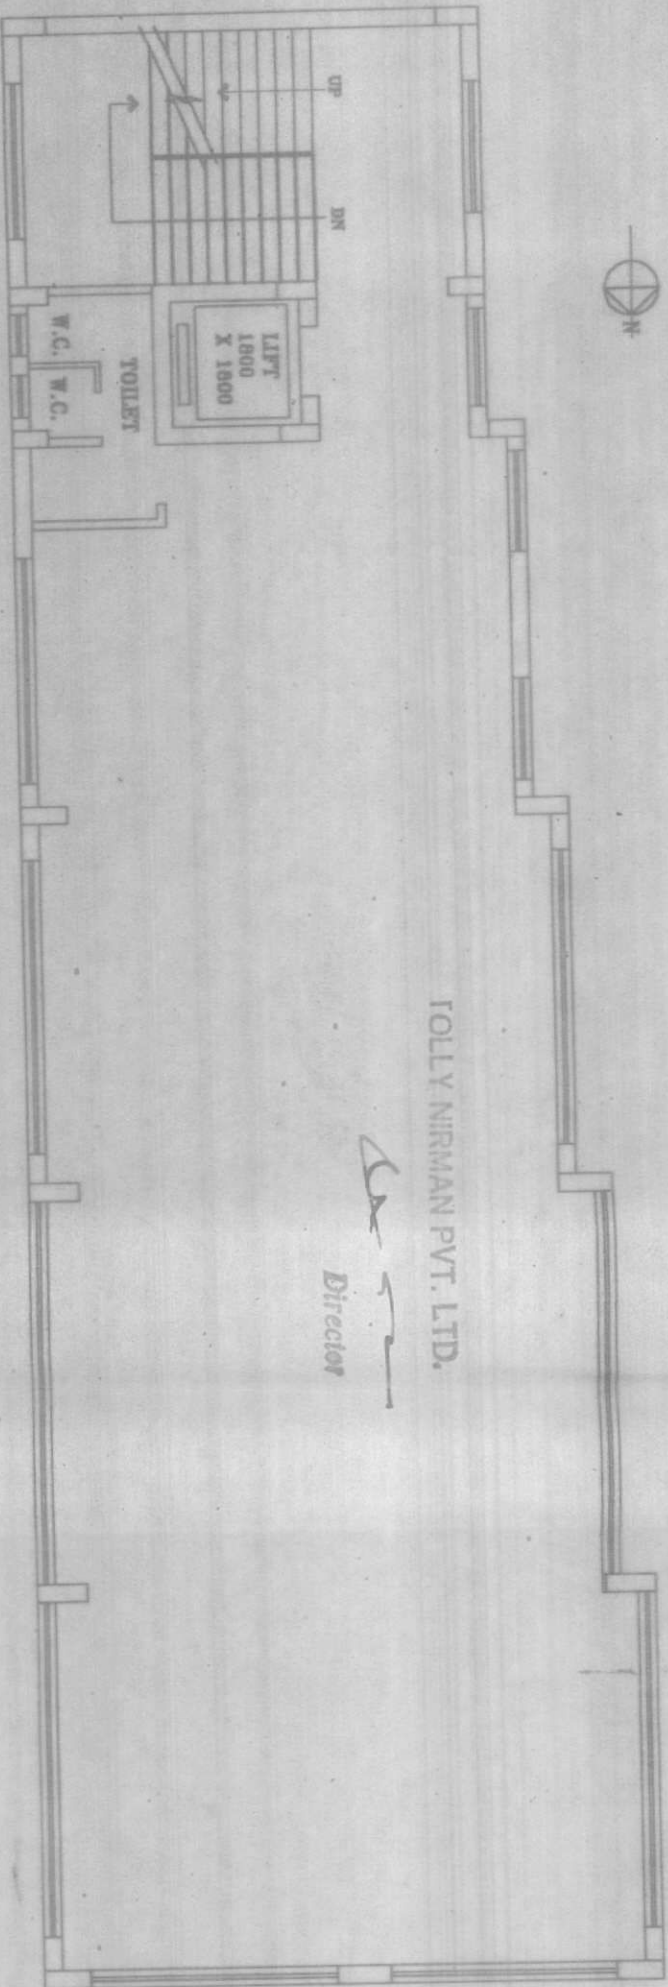 UP
DN
N
LIFT
1800
X 1800
TOILET
W.C.
W.C.
TOLLY NIRMAN PVT. LTD.
Director